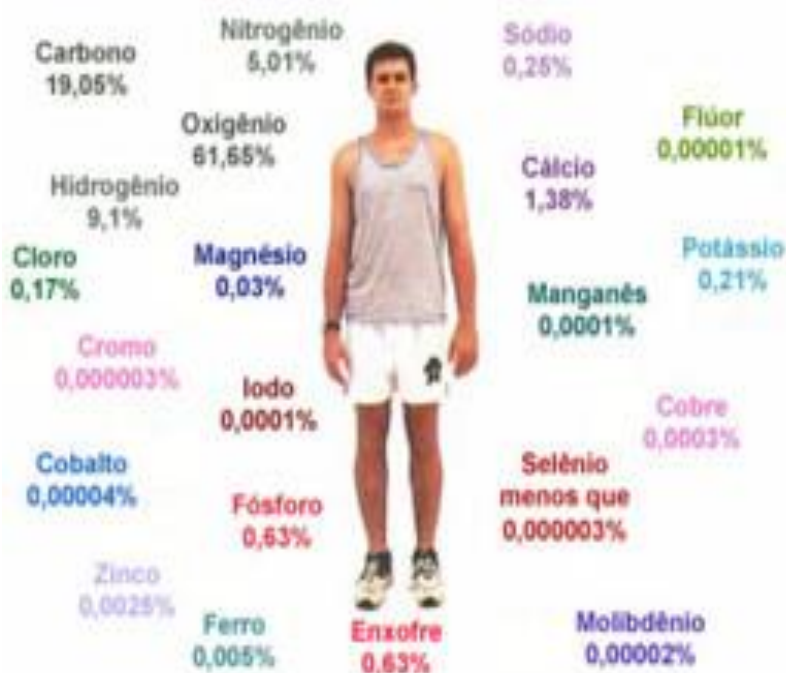 Nitrogênio
5,01%
Sódio
0,25%
Carbono
19,05%
Flúor
0,00001%
Oxigênio
61,55%
Cálcio
1,38%
Hidrogênio
9,1%
Cloro
0,17%
Magnésio
0,03%
Potássio
0,21%
Manganês
0,0001%
Cromo
0,000003%
Iodo
0,0001%
Cobre
0,0003%
Cobalto
0,00004%
Selênio
menos que
0,000003%
Fósforo
0,63%
Zinco
0,0025%
Ferro
0,005%
Enxofre
0,63%
Molibdênio
0,00002%